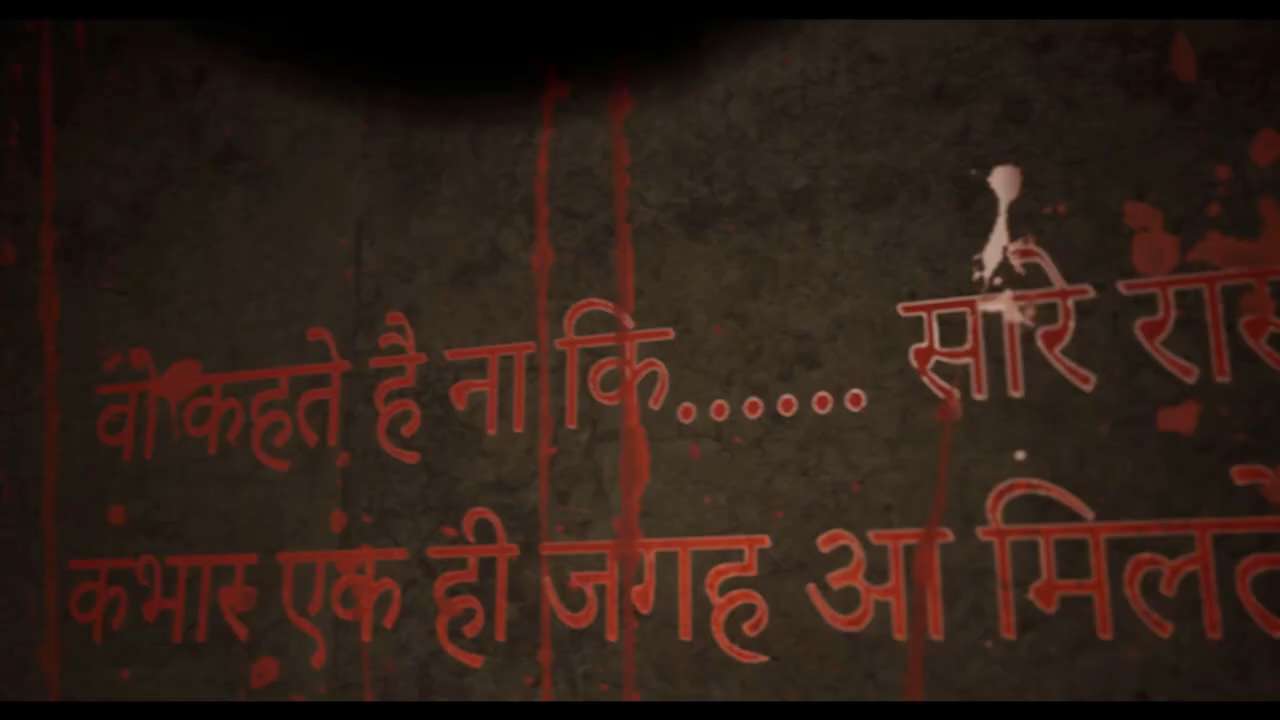 वो कहते है ना कि...... सारे
कभार एक ही जगह आ